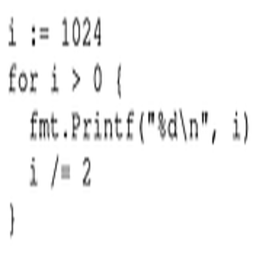 i := 1024
for i > 0 {
  fmt.Printf("%d\n", i)
  i /= 2
}